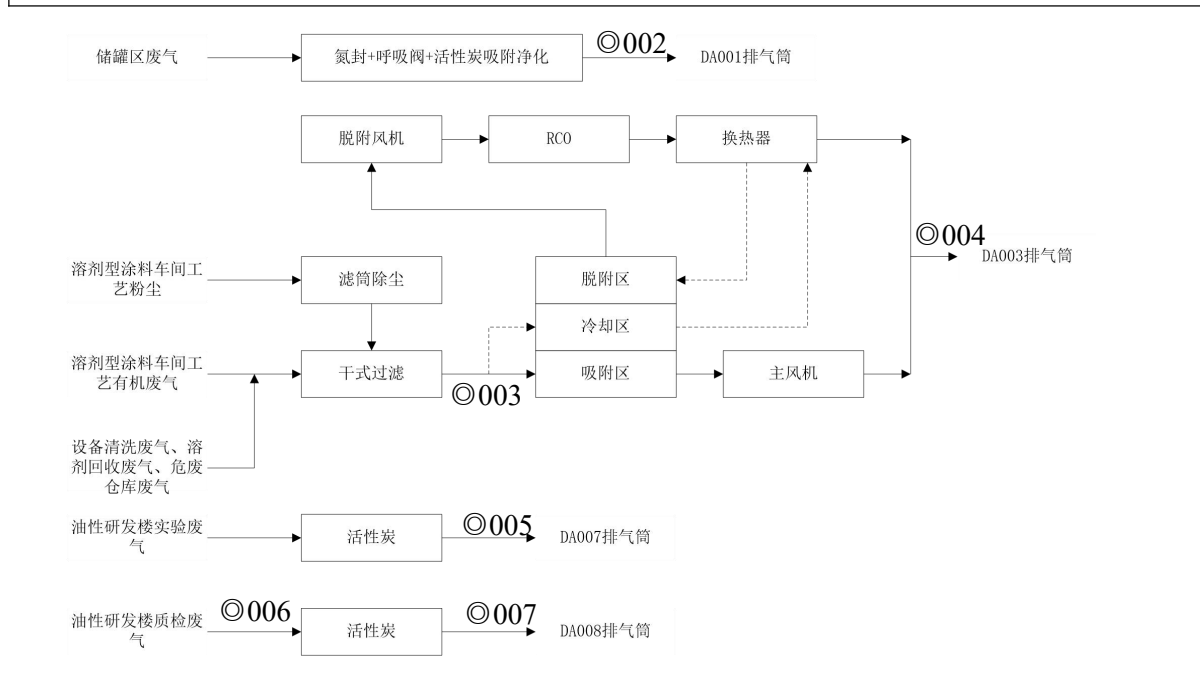 储罐区废气
氮封+呼吸阀+活性炭吸附净化
◎002
DA001排气筒
脱附风机
RCO
换热器
◎004
DA003排气筒
溶剂型涂料车间工
艺粉尘
滤筒除尘
脱附区
冷却区
溶剂型涂料车间工
艺有机废气
干式过滤
◎003
吸附区
主风机
设备清洗废气、溶
剂回收废气、危废
仓库废气
油性研发楼实验废
气
活性炭
◎005
DA007排气筒
油性研发楼质检废
气
◎006
活性炭
◎007
DA008排气筒